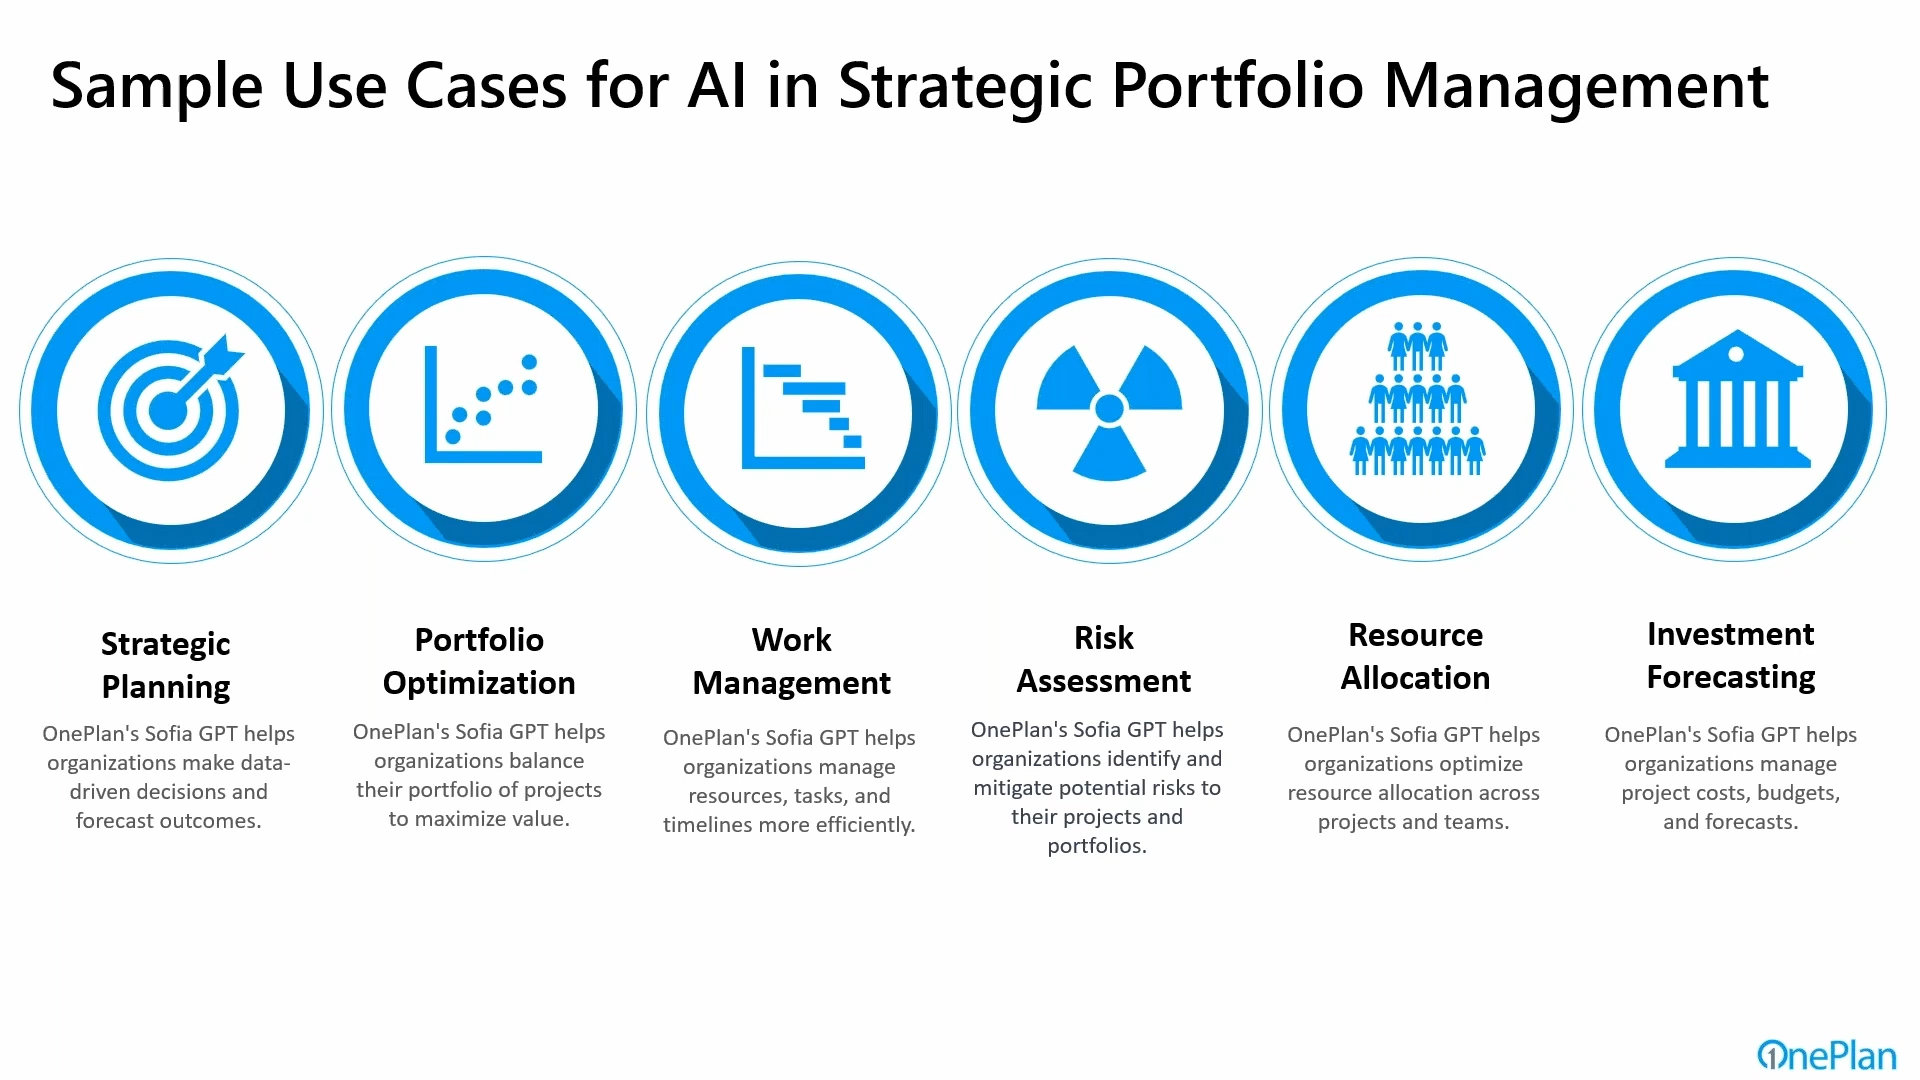 Sample Use Cases for AI in Strategic Portfolio Management
Strategic
Planning
OnePlan's Sofia GPT helps
organizations make data-
driven decisions and
forecast outcomes.
Portfolio
Optimization
OnePlan's Sofia GPT helps
organizations balance
their portfolio of projects
to maximize value.
Work
Management
OnePlan's Sofia GPT helps
organizations manage
resources, tasks, and
timelines more efficiently.
Risk
Assessment
OnePlan's Sofia GPT helps
organizations identify and
mitigate potential risks to
their projects and
portfolios.
Resource
Allocation
OnePlan's Sofia GPT helps
organizations optimize
resource allocation across
projects and teams.
Investment
Forecasting
OnePlan's Sofia GPT helps
organizations manage
project costs, budgets,
and forecasts.
OnePlan